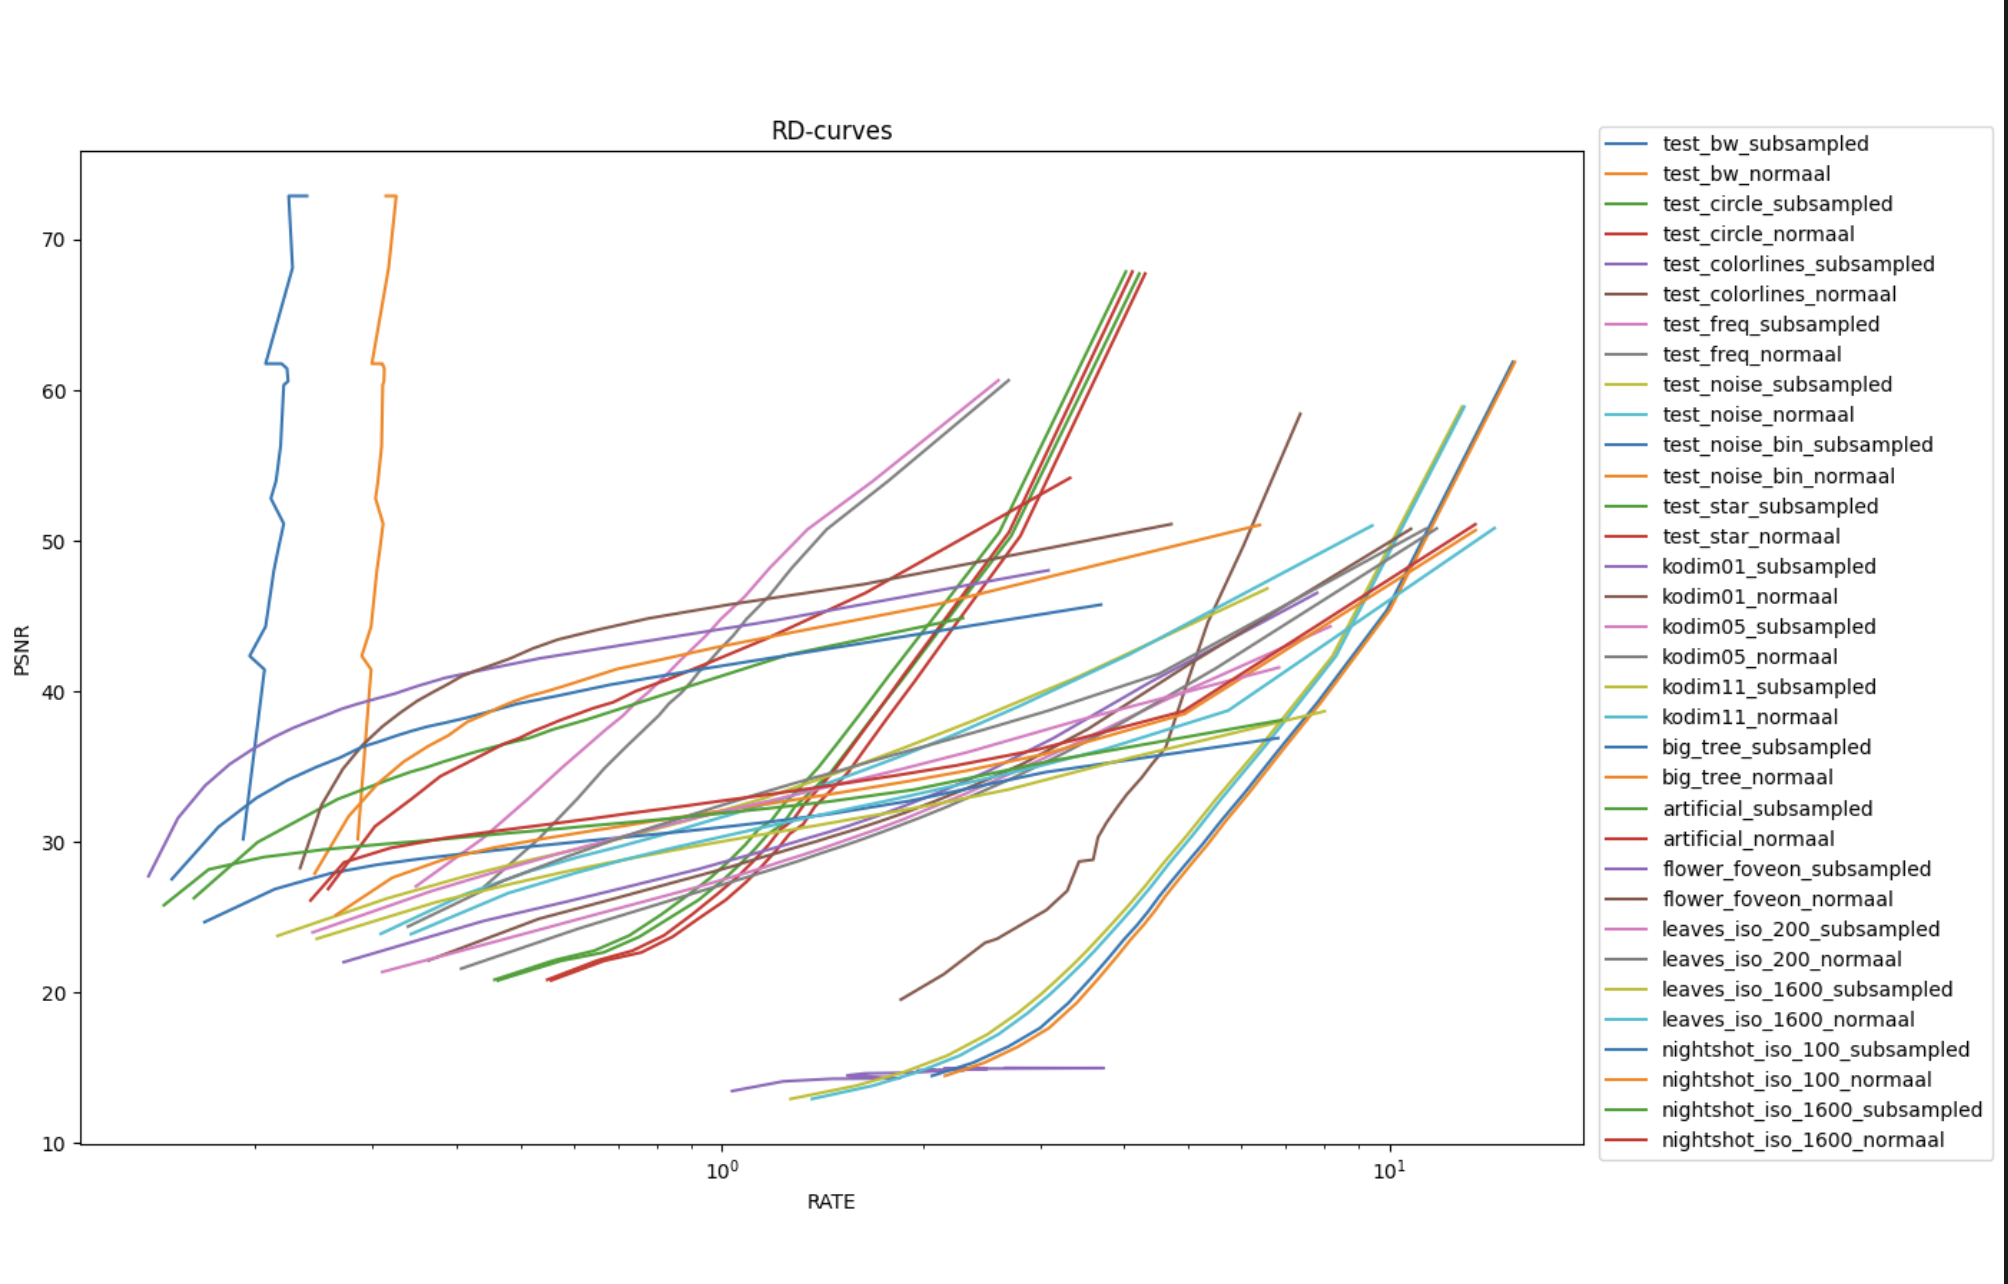 RD-curves
70
60
50
40
30
20
10
PSNR
10⁰
10¹
RATE
test_bw_subsampled
test_bw_normaal
test_circle_subsampled
test_circle_normaal
test_colorlines_subsampled
test_colorlines_normaal
test_freq_subsampled
test_freq_normaal
test_noise_subsampled
test_noise_normaal
test_noise_bin_subsampled
test_noise_bin_normaal
test_star_subsampled
test_star_normaal
kodim01_subsampled
kodim01_normaal
kodim05_subsampled
kodim05_normaal
kodim11_subsampled
kodim11_normaal
big_tree_subsampled
big_tree_normaal
artificial_subsampled
artificial_normaal
flower_foveon_subsampled
flower_foveon_normaal
leaves_iso_200_subsampled
leaves_iso_200_normaal
leaves_iso_1600_subsampled
leaves_iso_1600_normaal
nightshot_iso_100_subsampled
nightshot_iso_100_normaal
nightshot_iso_1600_subsampled
nightshot_iso_1600_normaal